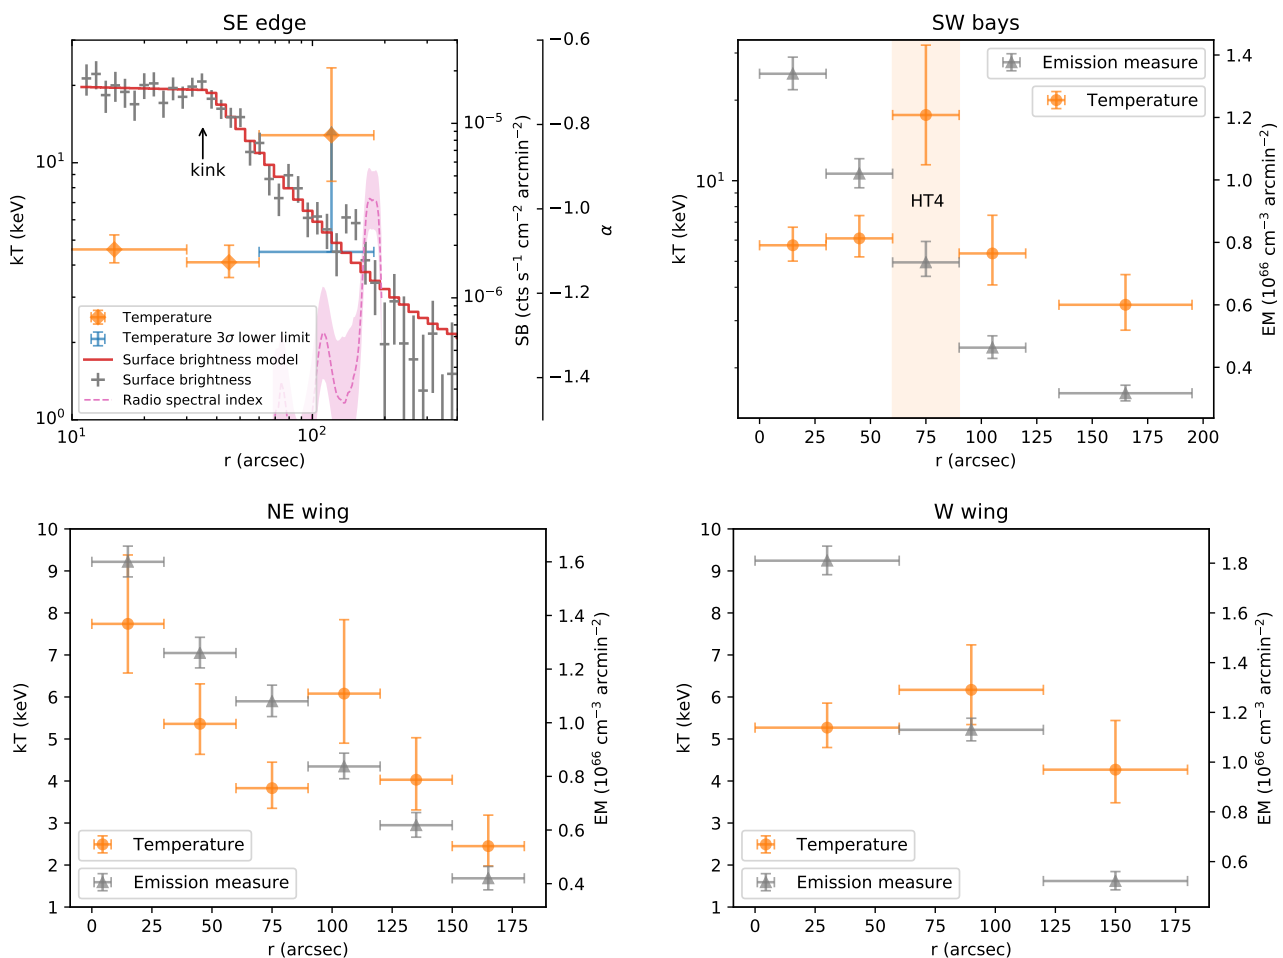 SE edge
kT (keV)
10¹
10⁰
10¹
10²
r (arcsec)
kink
10⁻⁵
10⁻⁶
SB (cts s⁻¹ cm⁻² arcmin⁻²)
−0.6
−0.8
−1.0
−1.2
−1.4
α
Temperature
Temperature 3σ lower limit
Surface brightness model
Surface brightness
Radio spectral index
SW bays
kT (keV)
10¹
0 25 50 75 100 125 150 175 200
r (arcsec)
HT4
Emission measure
Temperature
1.4
1.2
1.0
0.8
0.6
0.4
EM (10⁶⁶ cm⁻³ arcmin⁻²)
NE wing
kT (keV)
10
9
8
7
6
5
4
3
2
1
0 25 50 75 100 125 150 175
r (arcsec)
Temperature
Emission measure
1.6
1.4
1.2
1.0
0.8
0.6
0.4
EM (10⁶⁶ cm⁻³ arcmin⁻²)
W wing
kT (keV)
10
9
8
7
6
5
4
3
2
1
0 25 50 75 100 125 150 175
r (arcsec)
Temperature
Emission measure
1.8
1.6
1.4
1.2
1.0
0.8
0.6
EM (10⁶⁶ cm⁻³ arcmin⁻²)